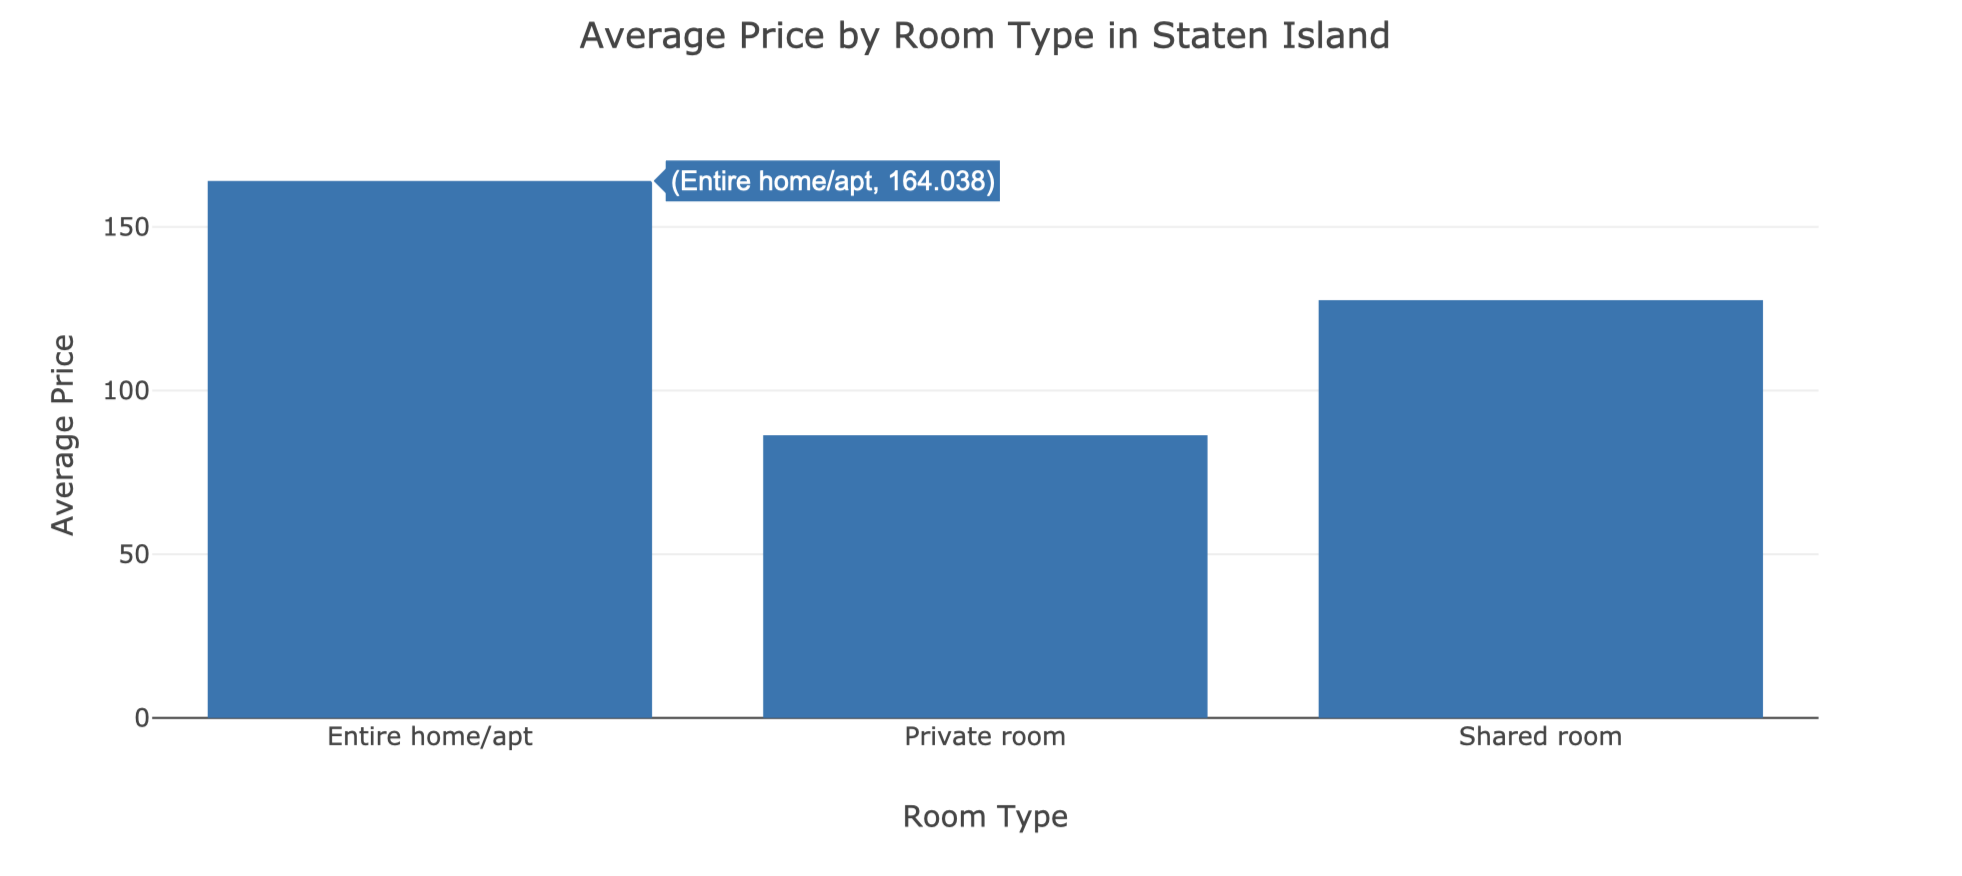 Average Price by Room Type in Staten Island
(Entire home/apt, 164.038)
150
100
50
0
Average Price
Entire home/apt
Private room
Shared room
Room Type